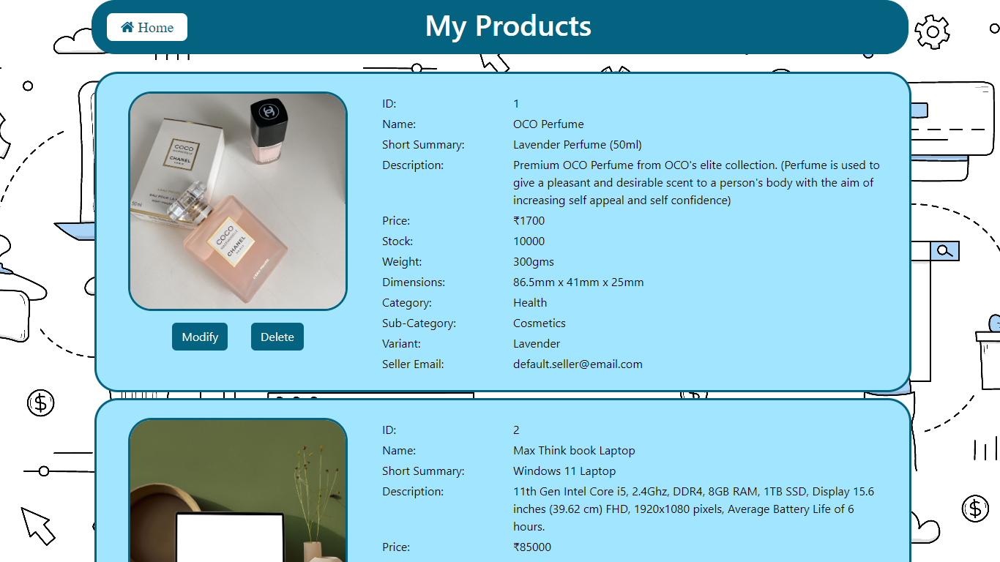 Home
My Products
COCO
MADEMOISELLE
CHANEL
PARIS
50 ml
COCO
MADEMOISELLE
CHANEL
PARIS
L'EAU PRIVÉE
ID: 1
Name: OCO Perfume
Short Summary: Lavender Perfume (50ml)
Description: Premium OCO Perfume from OCO's elite collection. (Perfume is used to
give a pleasant and desirable scent to a person's body with the aim of
increasing self appeal and self confidence)
Price: ₹1700
Stock: 10000
Weight: 300gms
Dimensions: 86.5mm x 41mm x 25mm
Category: Health
Sub-Category: Cosmetics
Variant: Lavender
Seller Email: default.seller@email.com
Modify Delete
ID: 2
Name: Max Think book Laptop
Short Summary: Windows 11 Laptop
Description: 11th Gen Intel Core i5, 2.4Ghz, DDR4, 8GB RAM, 1TB SSD, Display 15.6
inches (39.62 cm) FHD, 1920x1080 pixels, Average Battery Life of 6
hours.
Price: ₹85000